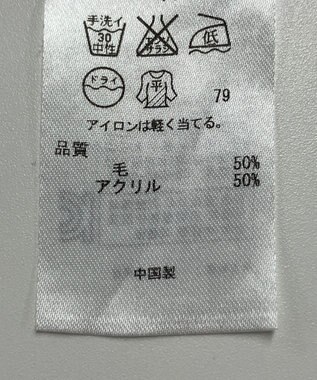 手洗イ
30
中性
エンソ
サラシ
低
ドライ
平
79
アイロンは軽く当てる。
品質
毛 50%
アクリル 50%
中国製